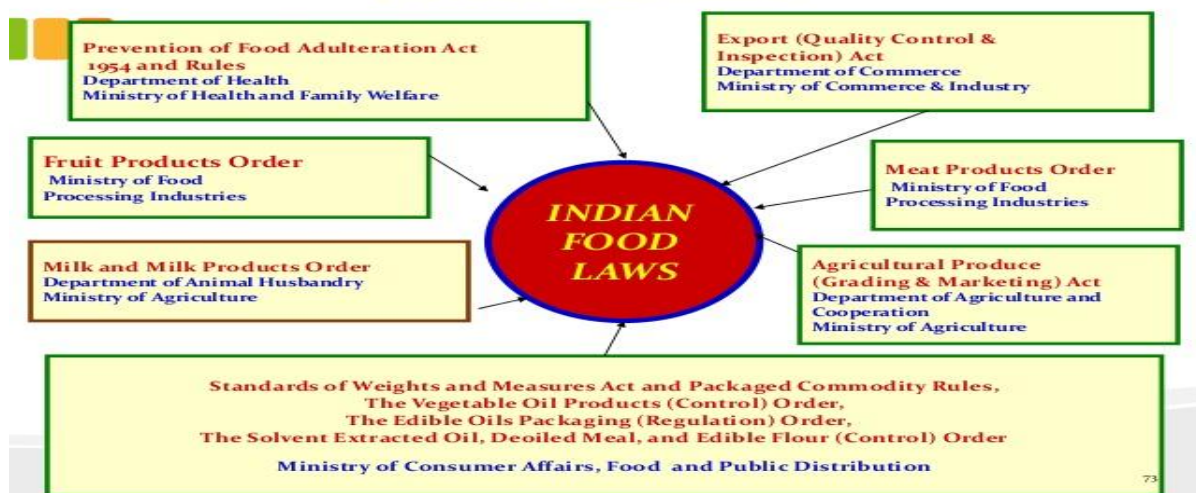 Prevention of Food Adulteration Act
1954 and Rules
Department of Health
Ministry of Health and Family Welfare
Export (Quality Control &
Inspection) Act
Department of Commerce
Ministry of Commerce & Industry
Fruit Products Order
Ministry of Food
Processing Industries
Meat Products Order
Ministry of Food
Processing Industries
INDIAN
FOOD
LAWS
Milk and Milk Products Order
Department of Animal Husbandry
Ministry of Agriculture
Agricultural Produce
(Grading & Marketing) Act
Department of Agriculture and
Cooperation
Ministry of Agriculture
Standards of Weights and Measures Act and Packaged Commodity Rules,
The Vegetable Oil Products (Control) Order,
The Edible Oils Packaging (Regulation) Order,
The Solvent Extracted Oil, Deoiled Meal, and Edible Flour (Control) Order
Ministry of Consumer Affairs, Food and Public Distribution
73